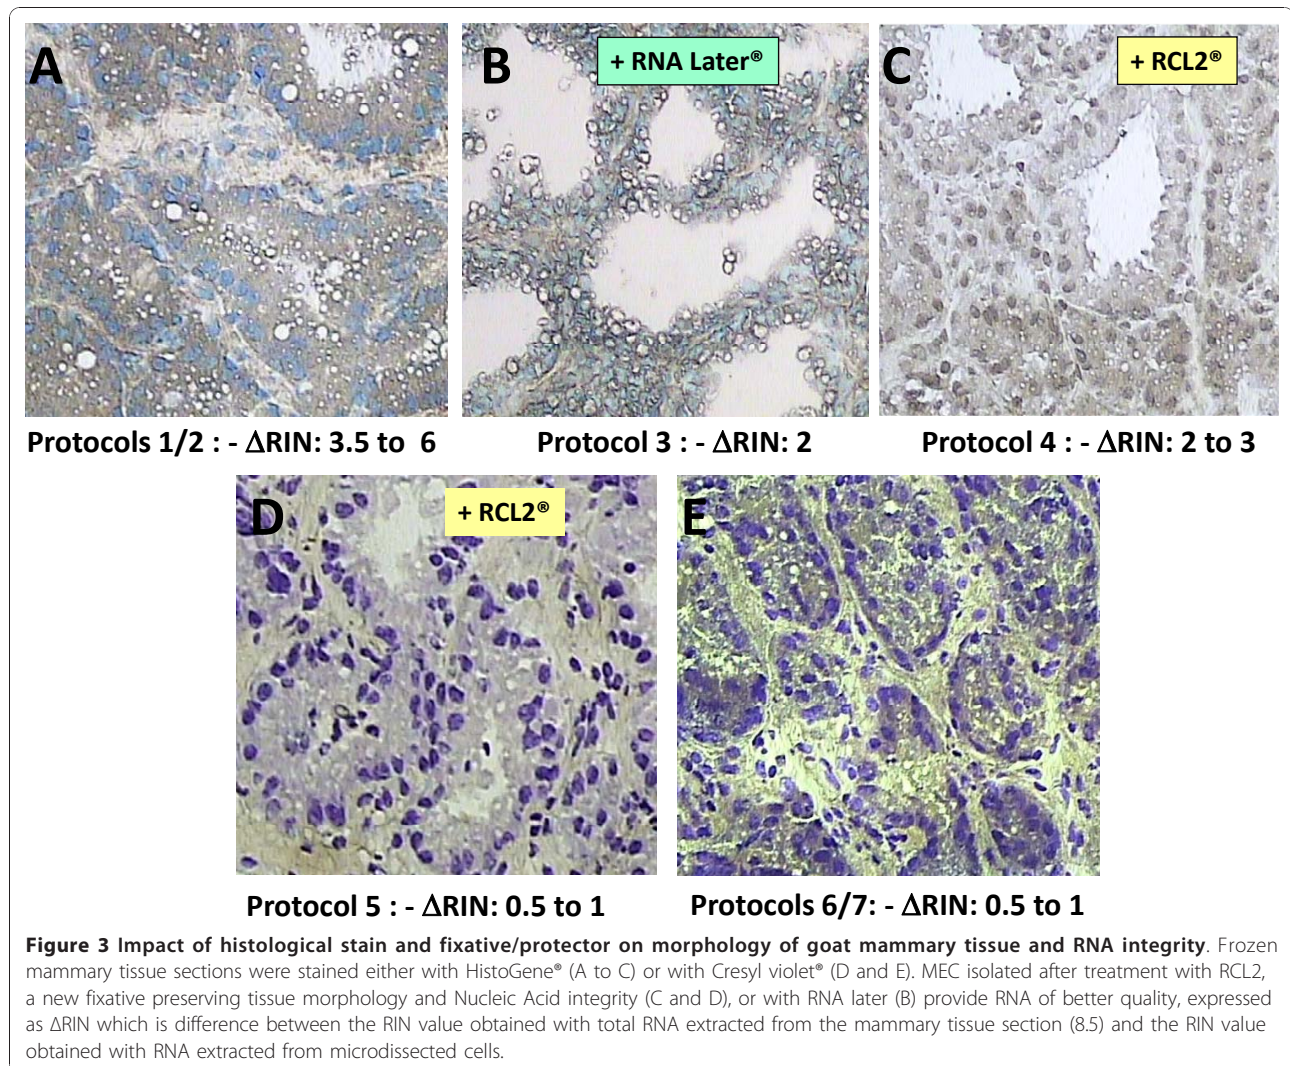 A
B
+ RNA Later®
C
+ RCL2®
Protocols 1/2 : - ΔRIN: 3.5 to 6
Protocol 3 : - ΔRIN: 2
Protocol 4 : - ΔRIN: 2 to 3
D
+ RCL2®
E
Protocol 5 : - ΔRIN: 0.5 to 1
Protocols 6/7: - ΔRIN: 0.5 to 1
Figure 3 Impact of histological stain and fixative/protector on morphology of goat mammary tissue and RNA integrity. Frozen
mammary tissue sections were stained either with HistoGene® (A to C) or with Cresyl violet® (D and E). MEC isolated after treatment with RCL2,
a new fixative preserving tissue morphology and Nucleic Acid integrity (C and D), or with RNA later (B) provide RNA of better quality, expressed
as ΔRIN which is difference between the RIN value obtained with total RNA extracted from the mammary tissue section (8.5) and the RIN value
obtained with RNA extracted from microdissected cells.